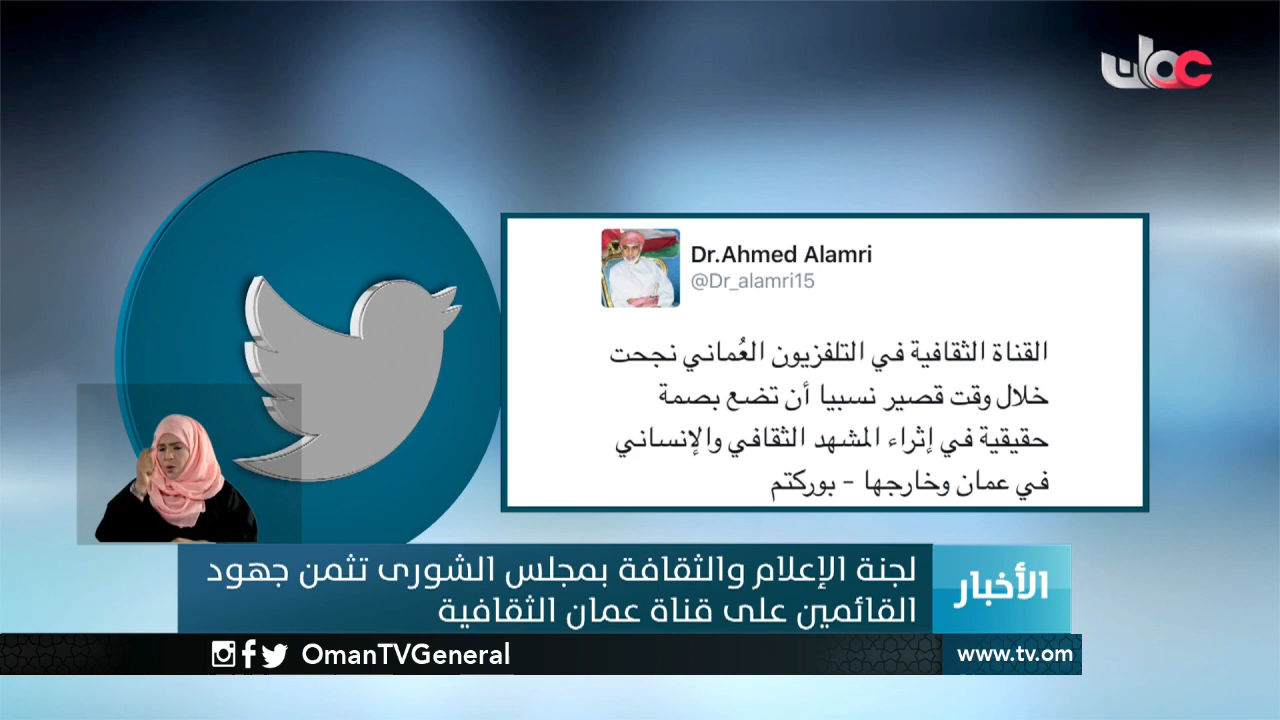 عمان
Dr.Ahmed Alamri
@Dr_alamri15
القناة الثقافية في التلفزيون العُماني نجحت
خلال وقت قصير نسبيا أن تضع بصمة
حقيقية في إثراء المشهد الثقافي والإنساني
في عمان وخارجها - بوركتم
الأخبار
لجنة الإعلام والثقافة بمجلس الشورى تثمن جهود
القائمين على قناة عمان الثقافية
OmanTVGeneral
www.tv.om